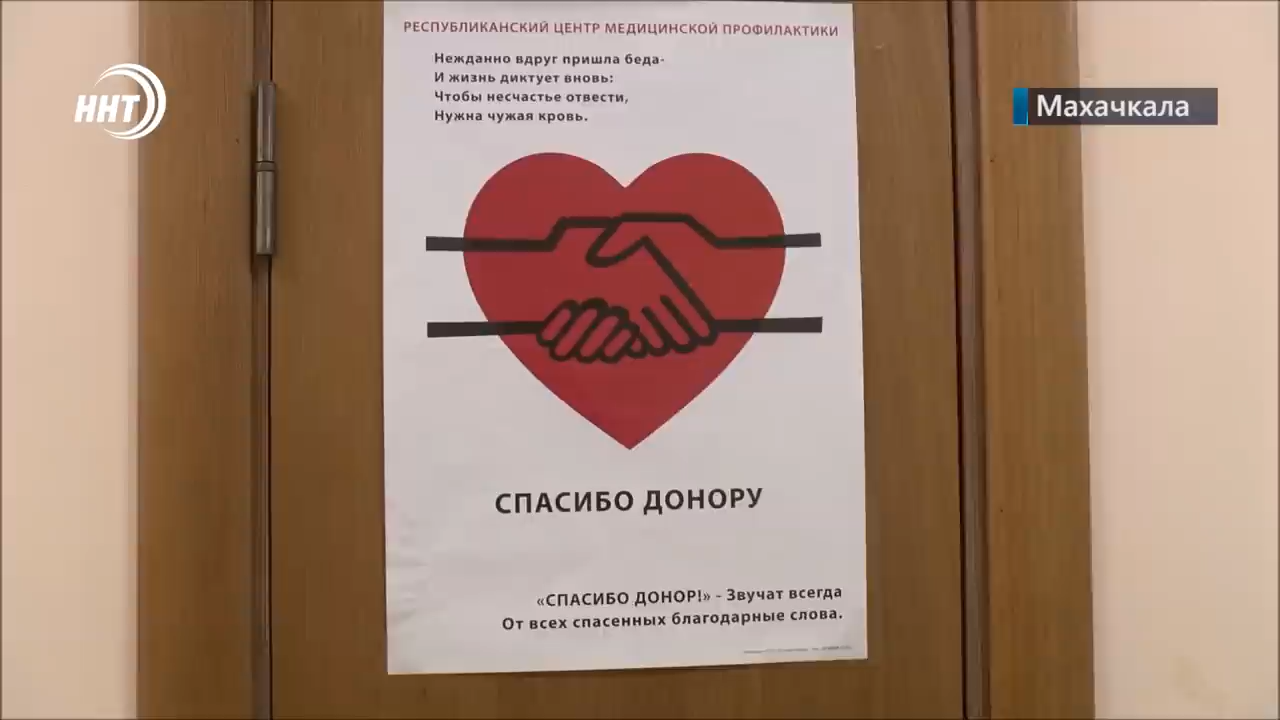 РЕСПУБЛИКАНСКИЙ ЦЕНТР МЕДИЦИНСКОЙ ПРОФИЛАКТИКИ
Нежданно вдруг пришла беда-
И жизнь диктует вновь:
Чтобы несчастье отвести,
Нужна чужая кровь.
ННТ
Махачкала
СПАСИБО ДОНОРУ
«СПАСИБО ДОНОР!» - Звучат всегда
От всех спасенных благодарные слова.